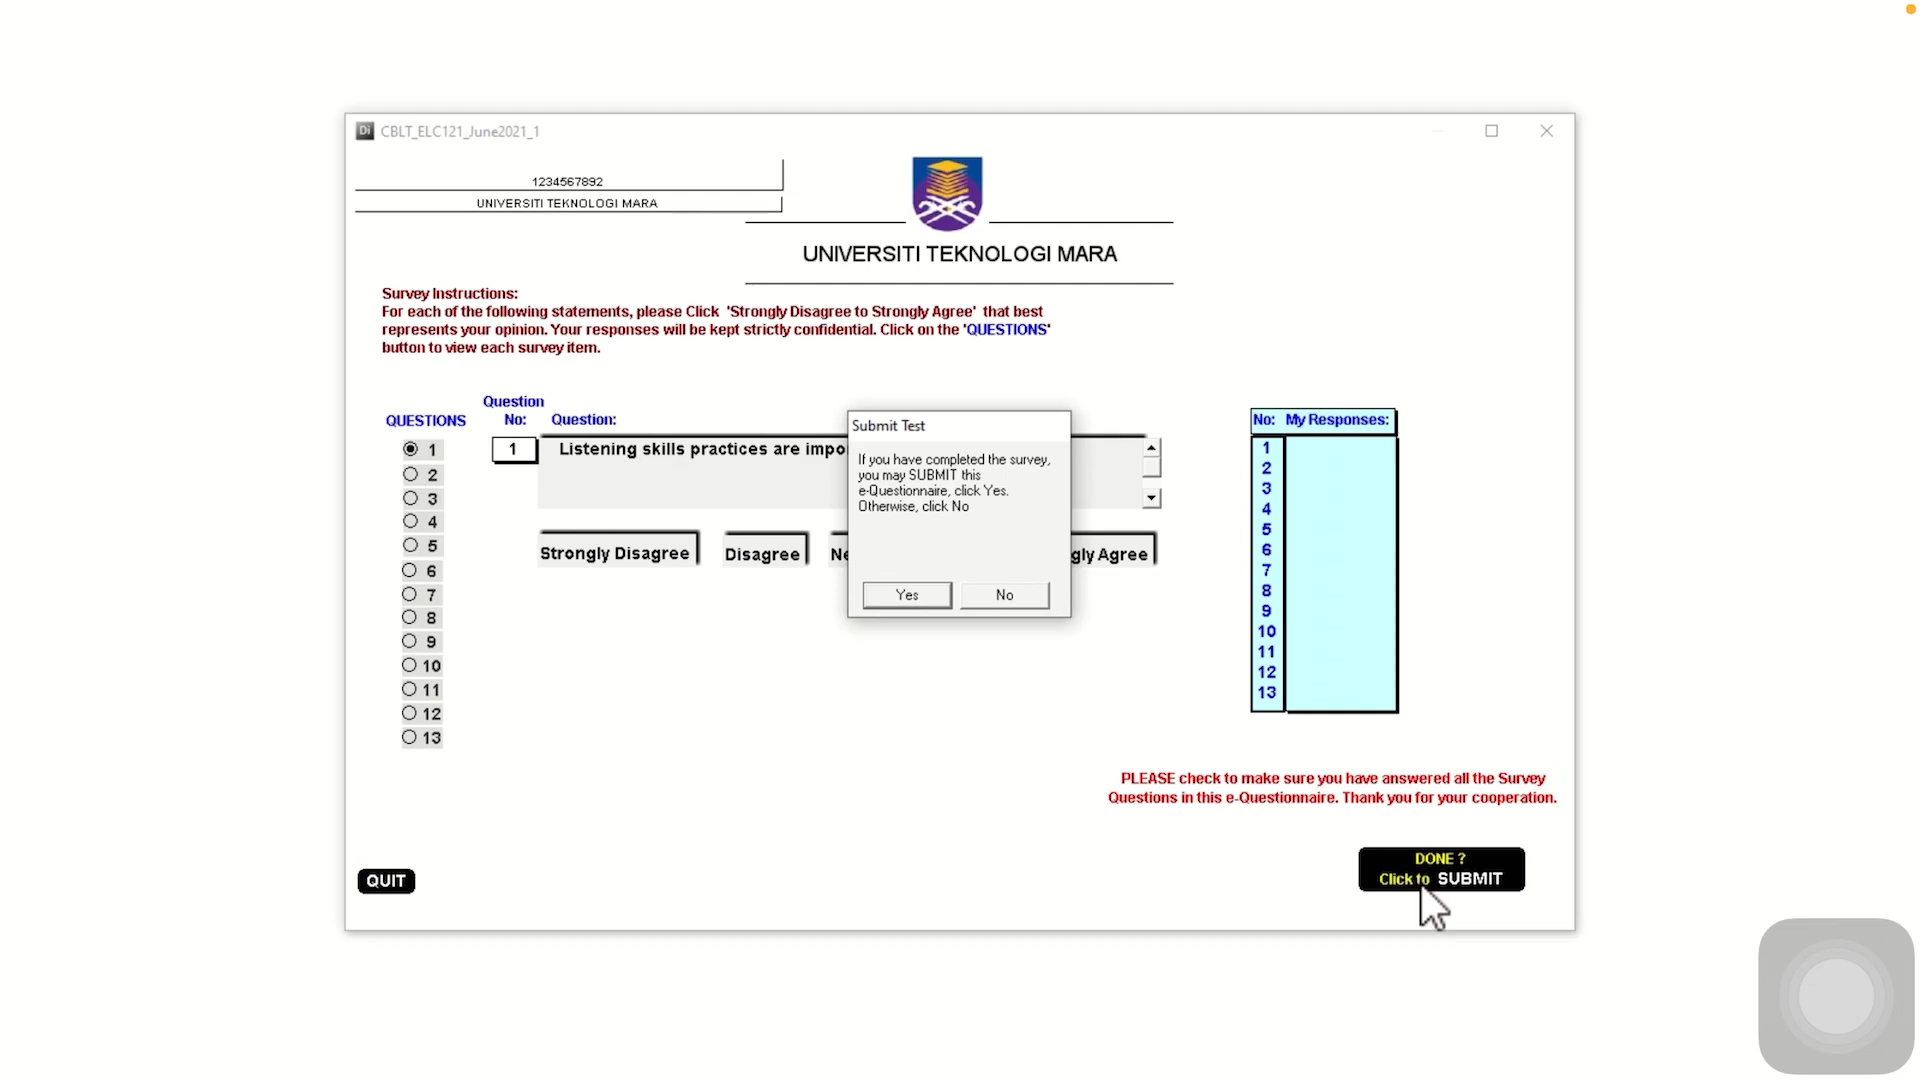 Di CBLT_ELC121_June2021_1
1234567892
UNIVERSITI TEKNOLOGI MARA
UNIVERSITI TEKNOLOGI MARA
Survey Instructions:
For each of the following statements, please Click 'Strongly Disagree to Strongly Agree' that best
represents your opinion. Your responses will be kept strictly confidential. Click on the 'QUESTIONS'
button to view each survey item.
QUESTIONS
1
2
3
4
5
6
7
8
9
10
11
12
13
Question
No: Question:
1 Listening skills practices are
Strongly Disagree Disagree Agree
Submit Test
If you have completed the survey,
you may SUBMIT this
e-Questionnaire, click Yes.
Otherwise, click No
Yes No
No: My Responses:
1
2
3
4
5
6
7
8
9
10
11
12
13
PLEASE check to make sure you have answered all the Survey
Questions in this e-Questionnaire. Thank you for your cooperation.
QUIT
DONE ?
Click to SUBMIT